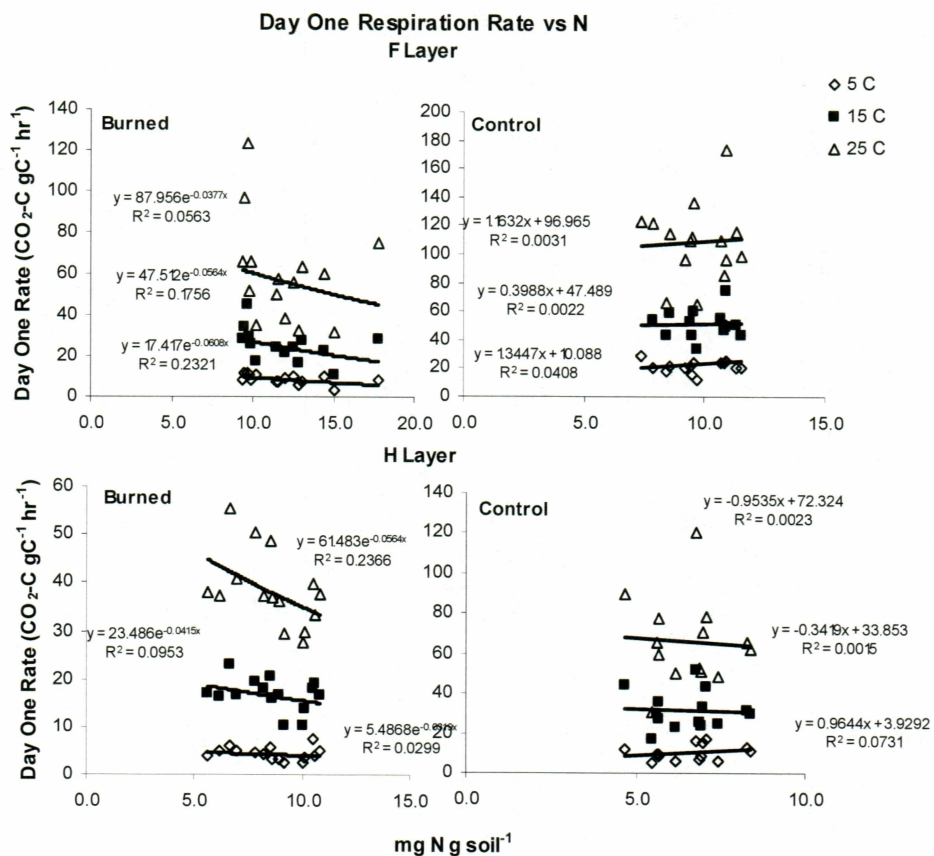 Day One Respiration Rate vs N
F Layer
◇ 5 C
■ 15 C
△ 25 C
Day One Rate (CO₂-C gC⁻¹ hr¹)
Burned
140
120
100
80
60
40
20
0
0.0 5.0 10.0 15.0 20.0
y = 87.956e^-0.0377x
R² = 0.0563
y = 47.512e^-0.0564x
R² = 0.1756
y = 17.417e^-0.0608x
R² = 0.2321
Control
200
180
160
140
120
100
80
60
40
20
0
0.0 5.0 10.0 15.0
y = 1.1632x + 96.965
R² = 0.0031
y = 0.3988x + 47.489
R² = 0.0022
y = 1.3447x + 10.088
R² = 0.0408
H Layer
Day One Rate (CO₂-C gC⁻¹ hr⁻¹)
Burned
60
50
40
30
20
10
0
0.0 5.0 10.0 15.0
y = 61.483e^-0.0564x
R² = 0.2366
y = 23.486e^-0.0415x
R² = 0.0953
R² = 0.0299
Control
140
120
100
80
60
40
20
0
0.0 5.0 10.0
y = -0.9535x + 72.324
R² = 0.0023
y = -0.3419x + 33.853
R² = 0.0015
y = 0.9644x + 3.9292
R² = 0.0731
mg N g soil⁻¹